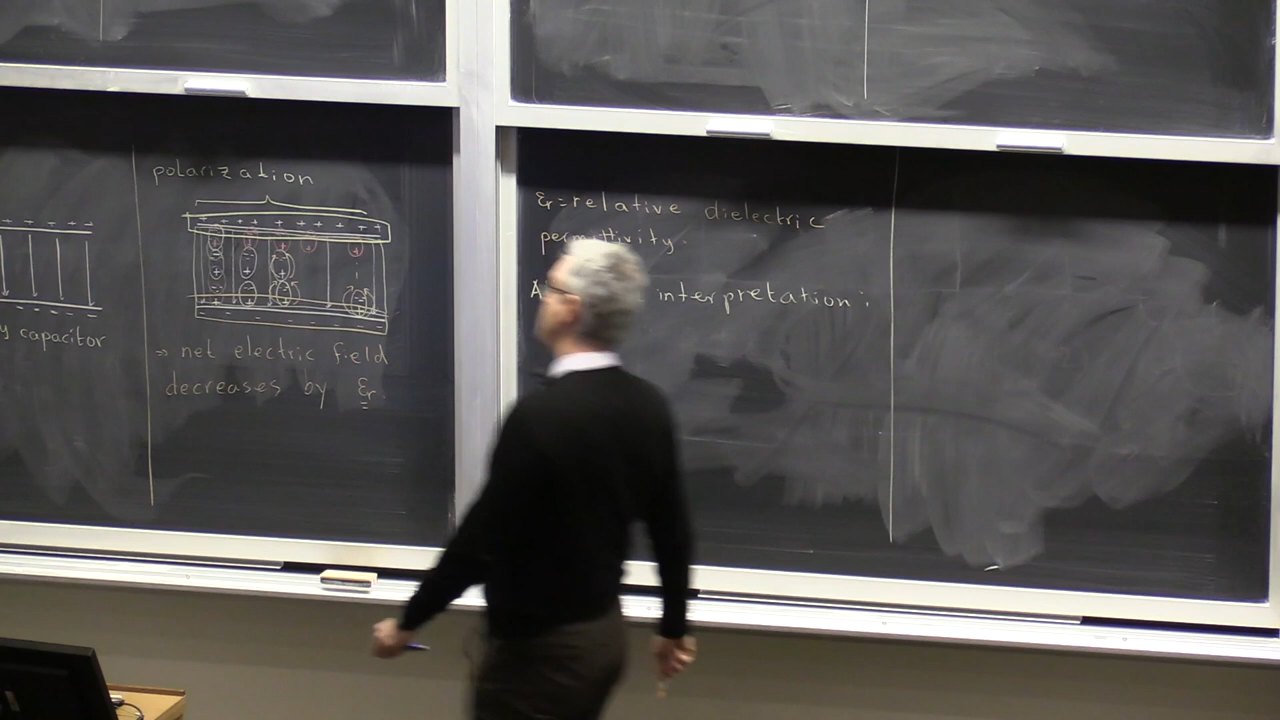 y capacitor
polarization
⇒ net electric field
decreases by εr.
εr = relative dielectric
permittivity.
interpretation: